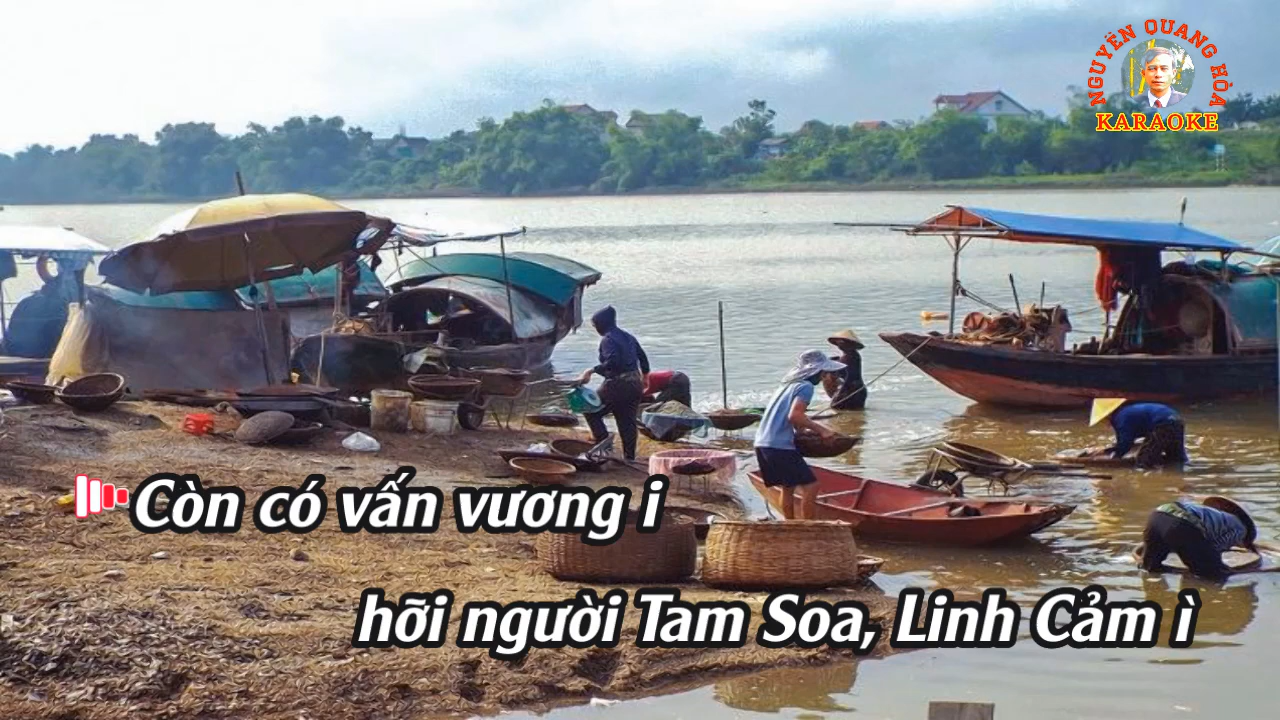 NGUYỄN QUANG HÒA
KARAOKE
Còn có vấn vương i
hỡi người Tam Soa, Linh Cảm ì